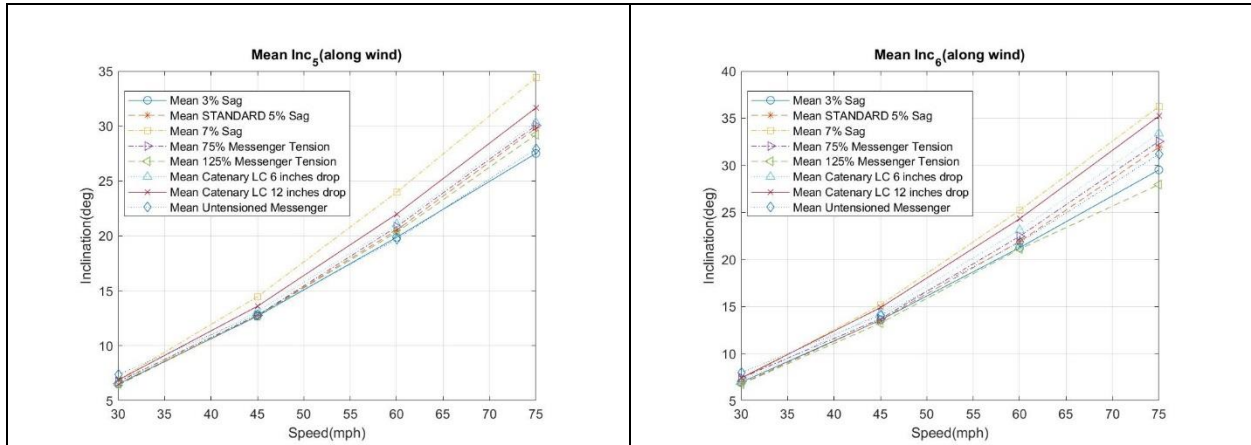 Mean Inc5(along wind)
35
30
25
20
15
10
5
Inclination(deg)
Mean 3% Sag
Mean STANDARD 5% Sag
Mean 7% Sag
Mean 75% Messenger Tension
Mean 125% Messenger Tension
Mean Catenary LC 6 inches drop
Mean Catenary LC 12 inches drop
Mean Untensioned Messenger
30 35 40 45 50 55 60 65 70 75
Speed(mph)
Mean Inc6(along wind)
40
35
30
25
20
15
10
5
Inclination(deg)
Mean 3% Sag
Mean STANDARD 5% Sag
Mean 7% Sag
Mean 75% Messenger Tension
Mean 125% Messenger Tension
Mean Catenary LC 6 inches drop
Mean Catenary LC 12 inches drop
Mean Untensioned Messenger
30 35 40 45 50 55 60 65 70 75
Speed(mph)